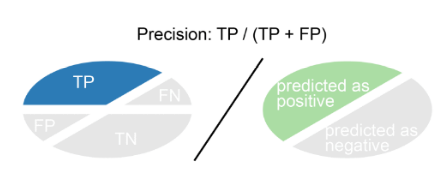 Precision: TP / (TP + FP)
TP
FN
FP
TN
predicted as
positive
predicted as
negative